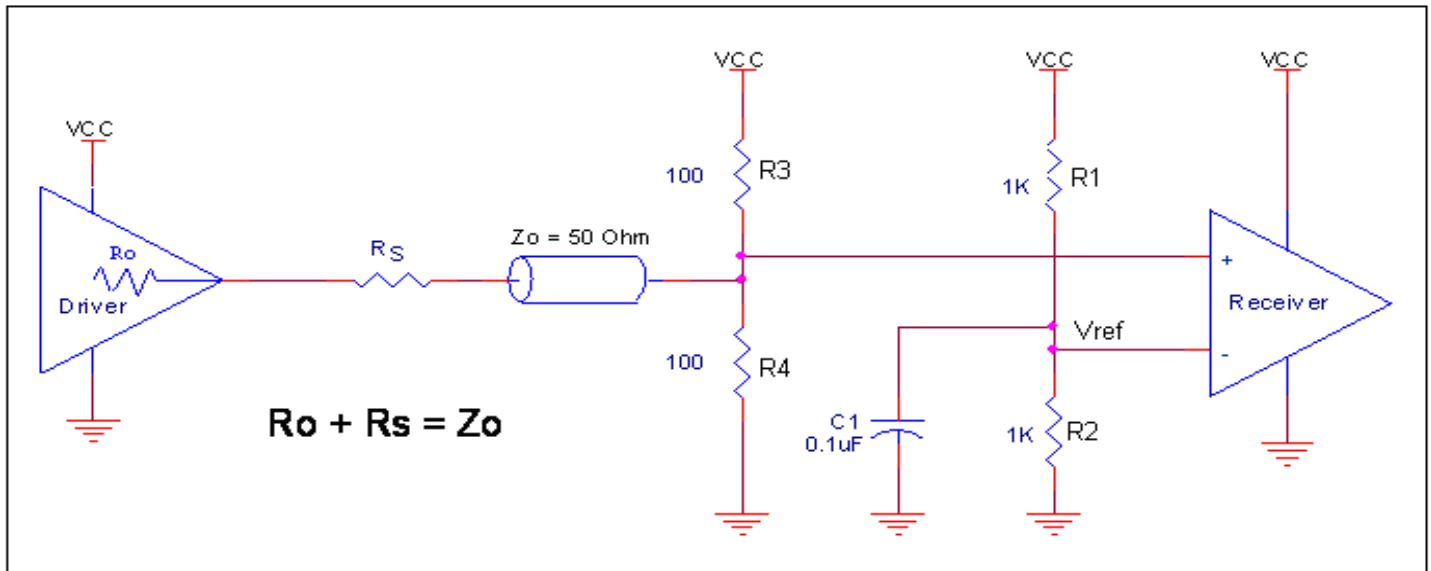 VCC
VCC
VCC
VCC
R3
100
R1
1K
Zo = 50 Ohm
RS
Ro
Driver
+
Receiver
Vref
-
R4
100
Ro + Rs = Zo
C1
0.1uF
R2
1K